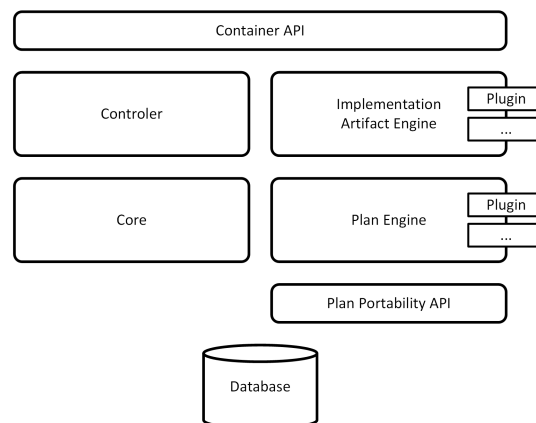 Container API
Controler
Implementation
Artifact Engine
Plugin
...
Core
Plan Engine
Plugin
...
Plan Portability API
Database